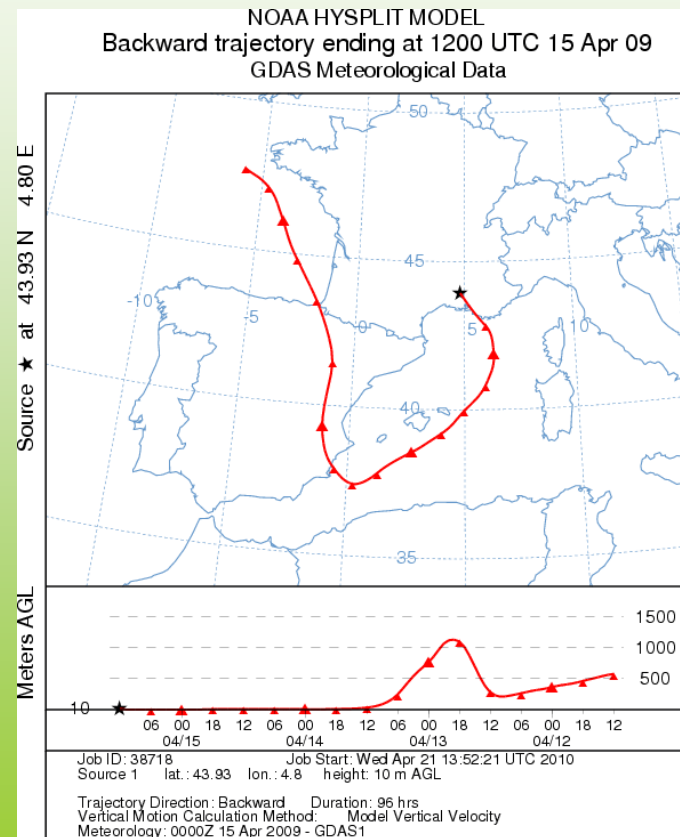 NOAA HYSPLIT MODEL
Backward trajectory ending at 1200 UTC 15 Apr 09
GDAS Meteorological Data
Source ★ at 43.93 N 4.80 E
50
45
-10
-5
0
5
10
40
35
Meters AGL
1500
1000
500
10
06 00 18 12 06 00 18 12 06 00 18 12 06 00 18 12
04/15 04/14 04/13 04/12
Job ID: 38718 Job Start: Wed Apr 21 13:52:21 UTC 2010
Source 1 lat.: 43.93 lon.: 4.8 height: 10 m AGL
Trajectory Direction: Backward Duration: 96 hrs
Vertical Motion Calculation Method: Model Vertical Velocity
Meteorology: 0000Z 15 Apr 2009 - GDAS1